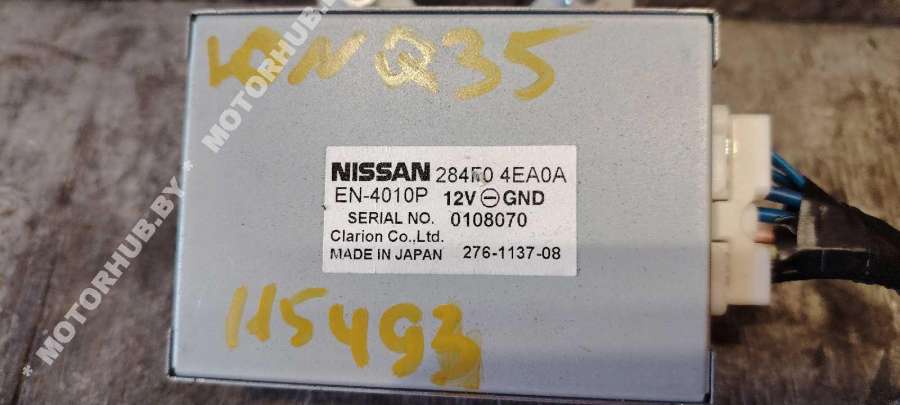 Q35
NISSAN 284F0 4EA0A
EN-4010P 12V ⊖ GND
SERIAL NO. 0108070
Clarion Co.,Ltd.
MADE IN JAPAN 276-1137-08
115493
* MOTORHUB.BY * MOTORHUB.BY